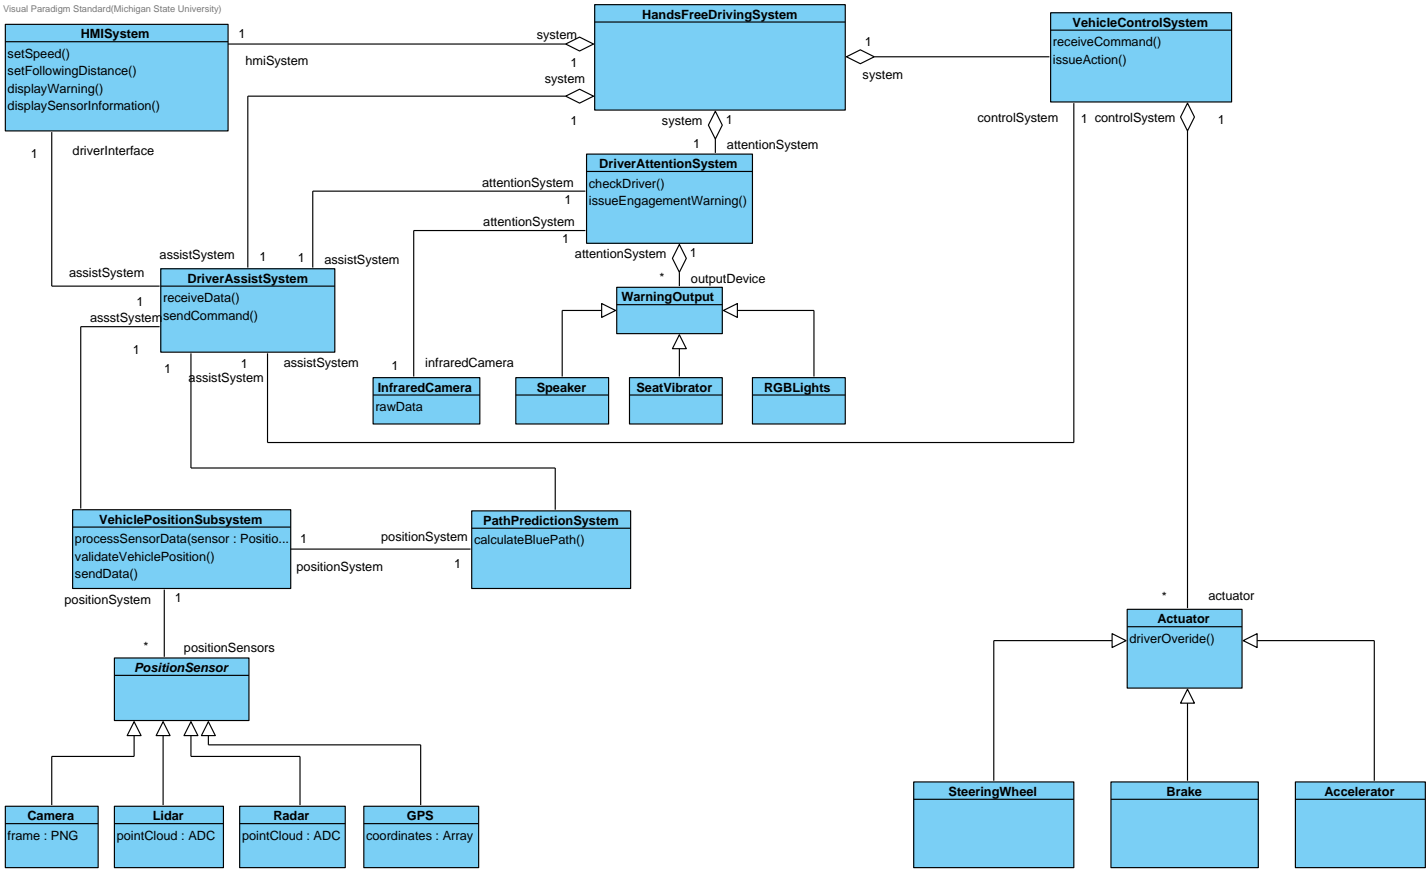 Visual Paradigm Standard(Michigan State University)
HandsFreeDrivingSystem
VehicleControlSystem
receiveCommand()
issueAction()
HMISystem
setSpeed()
setFollowingDistance()
displayWarning()
displaySensorInformation()
1
hmiSystem
system
1
system
1
1
system
system
1
1
attentionSystem
controlSystem
1
controlSystem
1
1
driverInterface
DriverAttentionSystem
checkDriver()
issueEngagementWarning()
attentionSystem
1
attentionSystem
1
attentionSystem
1
*
outputDevice
assistSystem
1
1
assistSystem
assistSystem
1
DriverAssistSystem
receiveData()
sendCommand()
assstSystem
1
1
assistSystem
1
assistSystem
WarningOutput
1
infraredCamera
InfraredCamera
rawData
Speaker
SeatVibrator
RGBLights
VehiclePositionSubsystem
processSensorData(sensor : Positio...
validateVehiclePosition()
sendData()
1
positionSystem
positionSystem
1
PathPredictionSystem
calculateBluePath()
positionSystem
1
*
positionSensors
PositionSensor
*
actuator
Actuator
driverOveride()
Camera
frame : PNG
Lidar
pointCloud : ADC
Radar
pointCloud : ADC
GPS
coordinates : Array
SteeringWheel
Brake
Accelerator